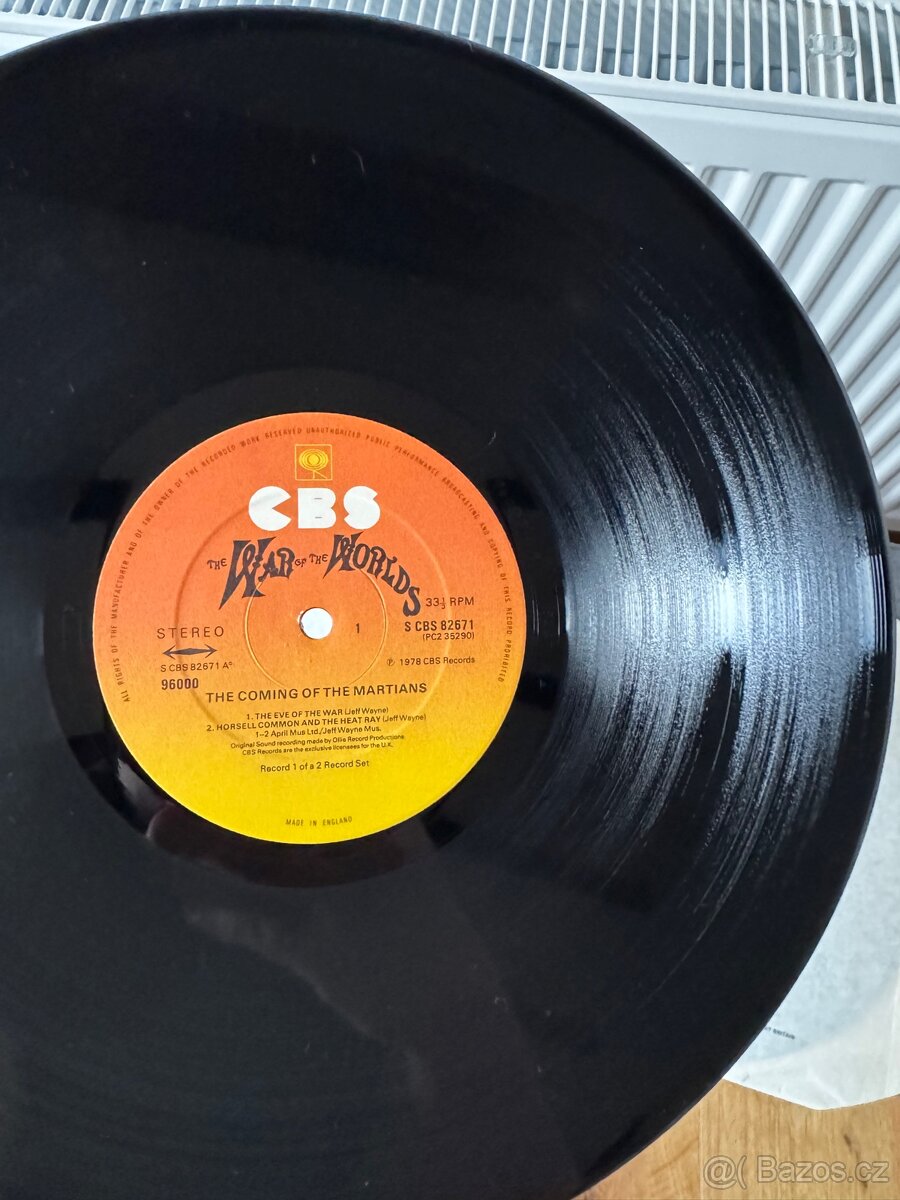 ALL RIGHTS OF THE MANUFACTURER AND OF THE OWNER OF THE RECORDED WORK RESERVED UNAUTHORIZED PUBLIC PERFORMANCE BROADCASTING AND COPYING OF THIS RECORD PROHIBITED
CBS
THE WAR OF THE WORLDS
33⅓ RPM
STEREO
1
S CBS 82671
(PC2 35290)
S CBS 82671 A°
96000
℗ 1978 CBS Records
THE COMING OF THE MARTIANS
1. THE EVE OF THE WAR (Jeff Wayne)
2. HORSELL COMMON AND THE HEAT RAY (Jeff Wayne)
1–2 April Mus Ltd./Jeff Wayne Mus.
Original Sound recording made by Ollie Record Productions
CBS Records are the exclusive licensees for the U.K.
Record 1 of a 2 Record Set
MADE IN ENGLAND
BRITAIN
@( Bazos.cz